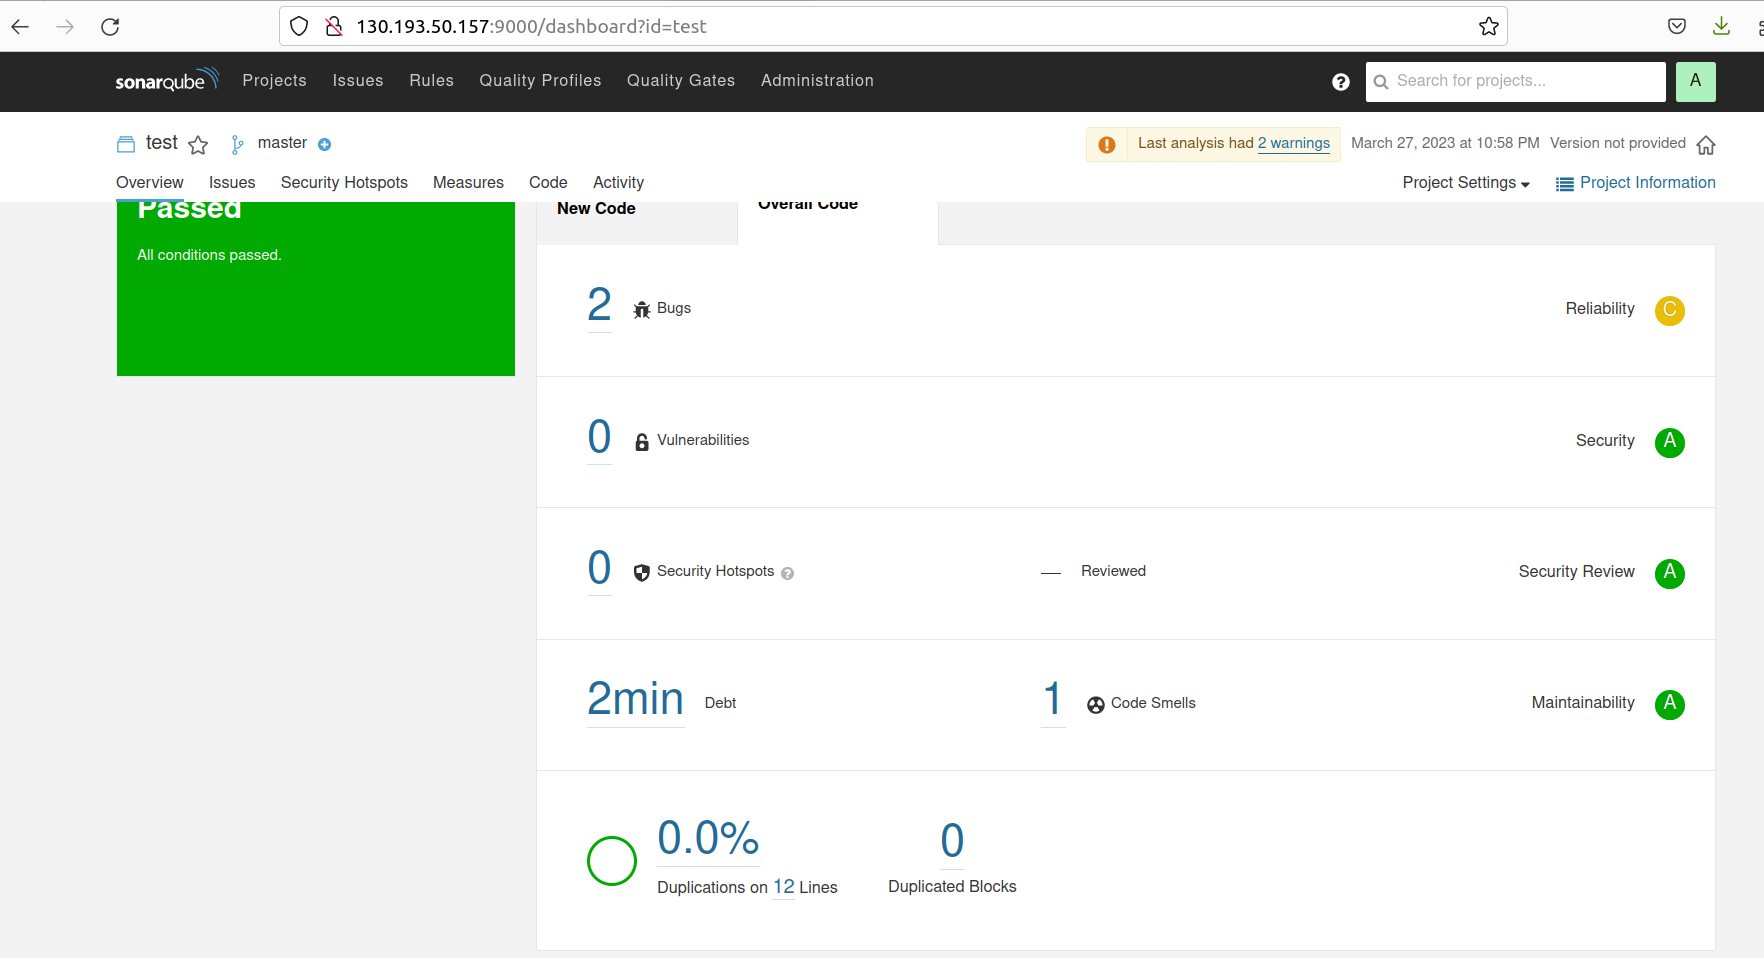 130.193.50.157:9000/dashboard?id=test
sonarqube Projects Issues Rules Quality Profiles Quality Gates Administration Search for projects... A
test master Last analysis had 2 warnings March 27, 2023 at 10:58 PM Version not provided
Overview Issues Security Hotspots Measures Code Activity Project Settings Project Information
Passed
All conditions passed.
New Code Overall Code
2 Bugs Reliability C
0 Vulnerabilities Security A
0 Security Hotspots ? — Reviewed Security Review A
2min Debt 1 Code Smells Maintainability A
0.0% 0
Duplications on 12 Lines Duplicated Blocks